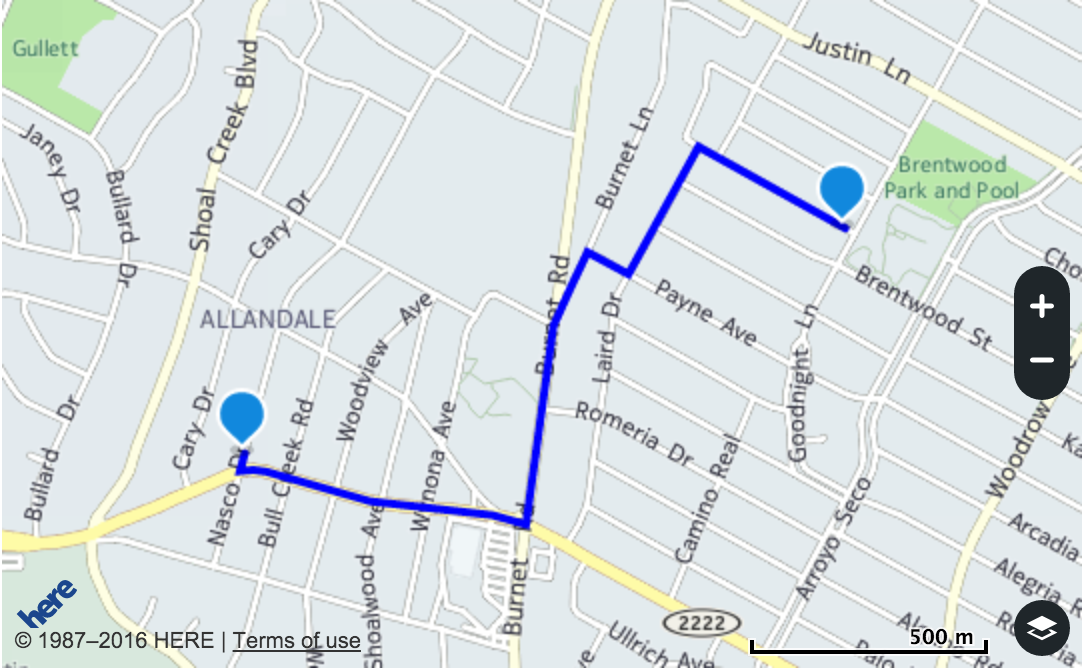 Justin Ln
Gullett
Shoal Creek Blvd
Janey Dr
Bullard Dr
Burnet Ln
Brentwood
Park and Pool
Cary Dr
Burnet Rd
Payne Ave
Brentwood St
ALLANDALE
Woodview Ave
Laird Dr
Goodnight Ln
Cary Dr
Bull Creek Rd
Winona Ave
Romeria Dr
Camino Real
Woodrow
Bullard Dr
Nasco Dr
Shoalwood Ave
Burnet Rd
Arroyo Seco
Arcadia
Alegria
2222
Ullrich Ave
500 m
here
© 1987–2016 HERE | Terms of use